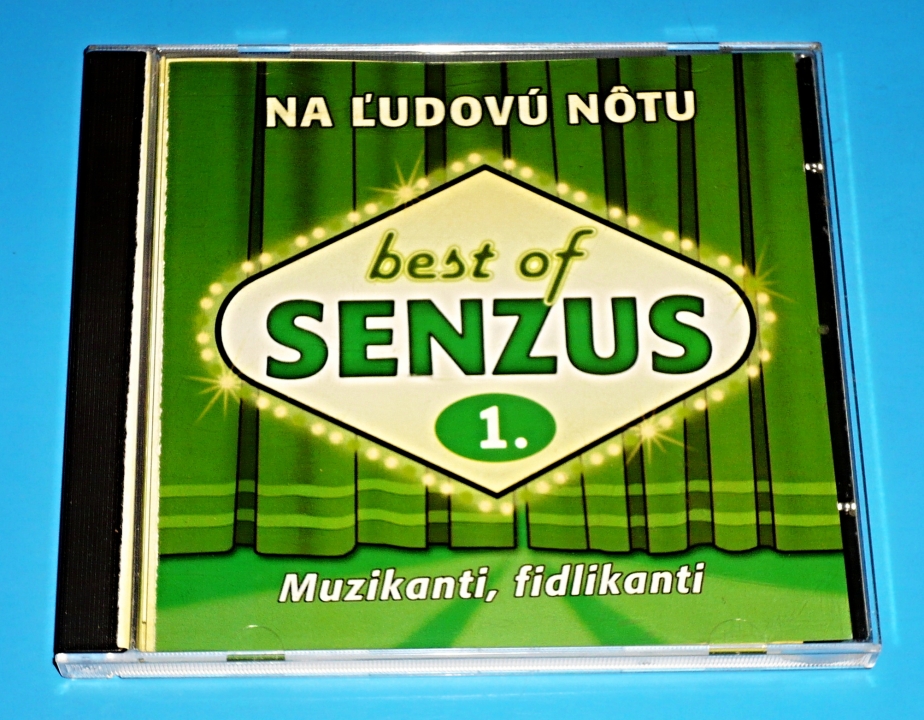 NA ĽUDOVÚ NÔTU
best of
SENZUS
1.
Muzikanti, fidlikanti